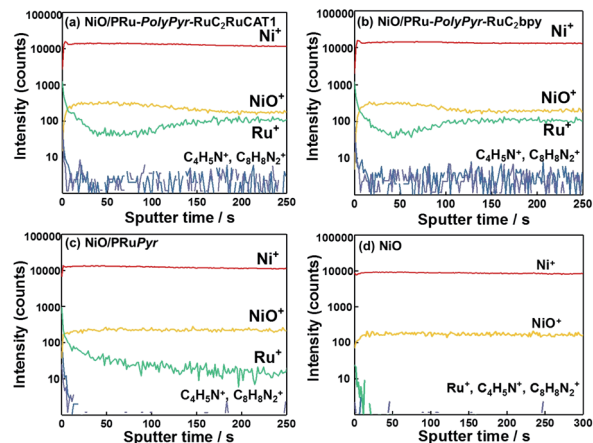 (a) NiO/PRu-PolyPyr-RuC₂RuCAT1
Intensity (counts)
100000
10000
1000
100
10
Ni⁺
NiO⁺
Ru⁺
C₄H₅N⁺, C₈H₈N₂⁺
0 50 100 150 200 250
Sputter time / s
(b) NiO/PRu-PolyPyr-RuC₂bpy
Intensity (counts)
100000
10000
1000
100
10
Ni⁺
NiO⁺
Ru⁺
C₄H₅N⁺, C₈H₈N₂⁺
0 50 100 150 200 250
Sputter time / s
(c) NiO/PRuPyr
Intensity (counts)
100000
10000
1000
100
10
Ni⁺
NiO⁺
Ru⁺
C₄H₅N⁺, C₈H₈N₂⁺
0 50 100 150 200 250
Sputter time / s
(d) NiO
Intensity (counts)
100000
10000
1000
100
10
Ni⁺
NiO⁺
Ru⁺, C₄H₅N⁺, C₈H₈N₂⁺
0 50 100 150 200 250 300
Sputter time / s